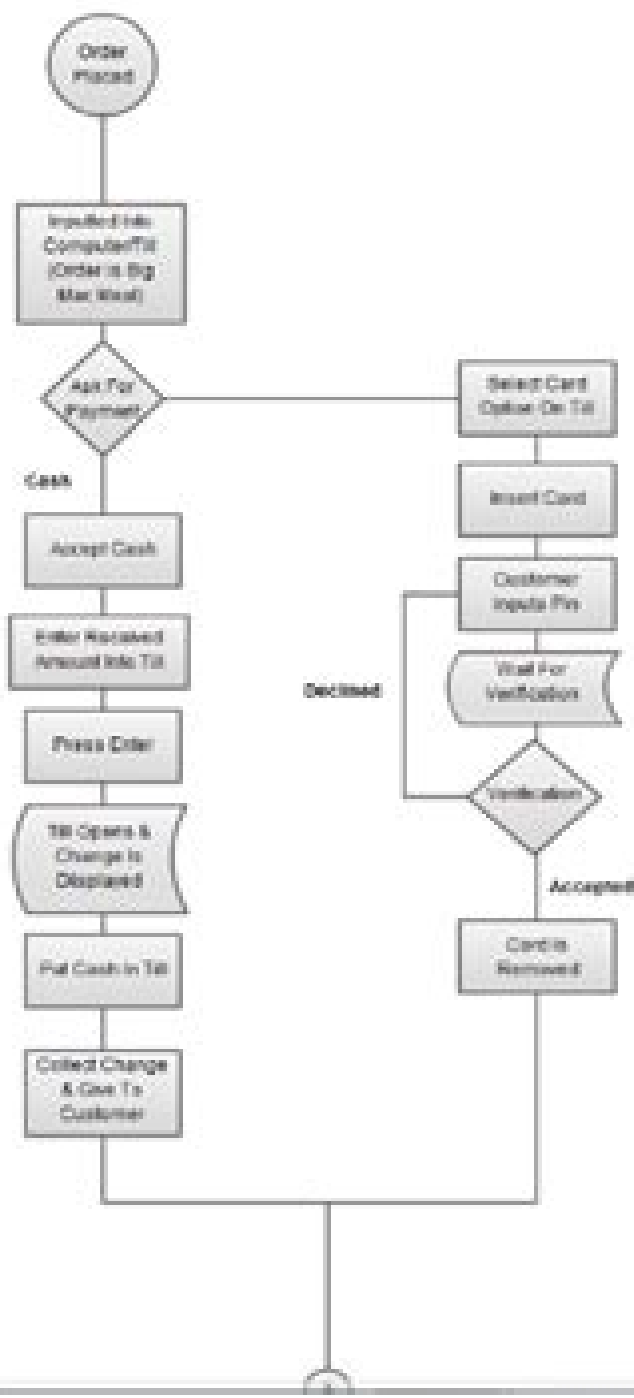 Order
Placed
Inputted Into
Computer/Till
(Order is Big
Mac Meal)
Ask For
Payment
Cash
Accept Cash
Enter Received
Amount Into Till
Press Enter
Till Opens &
Change Is
Displayed
Put Cash In Till
Collect Change
& Give To
Customer
Select Card
Option On Till
Insert Card
Customer
Inputs Pin
Wait For
Verification
Declined
Verification
Accepted
Card is
Removed